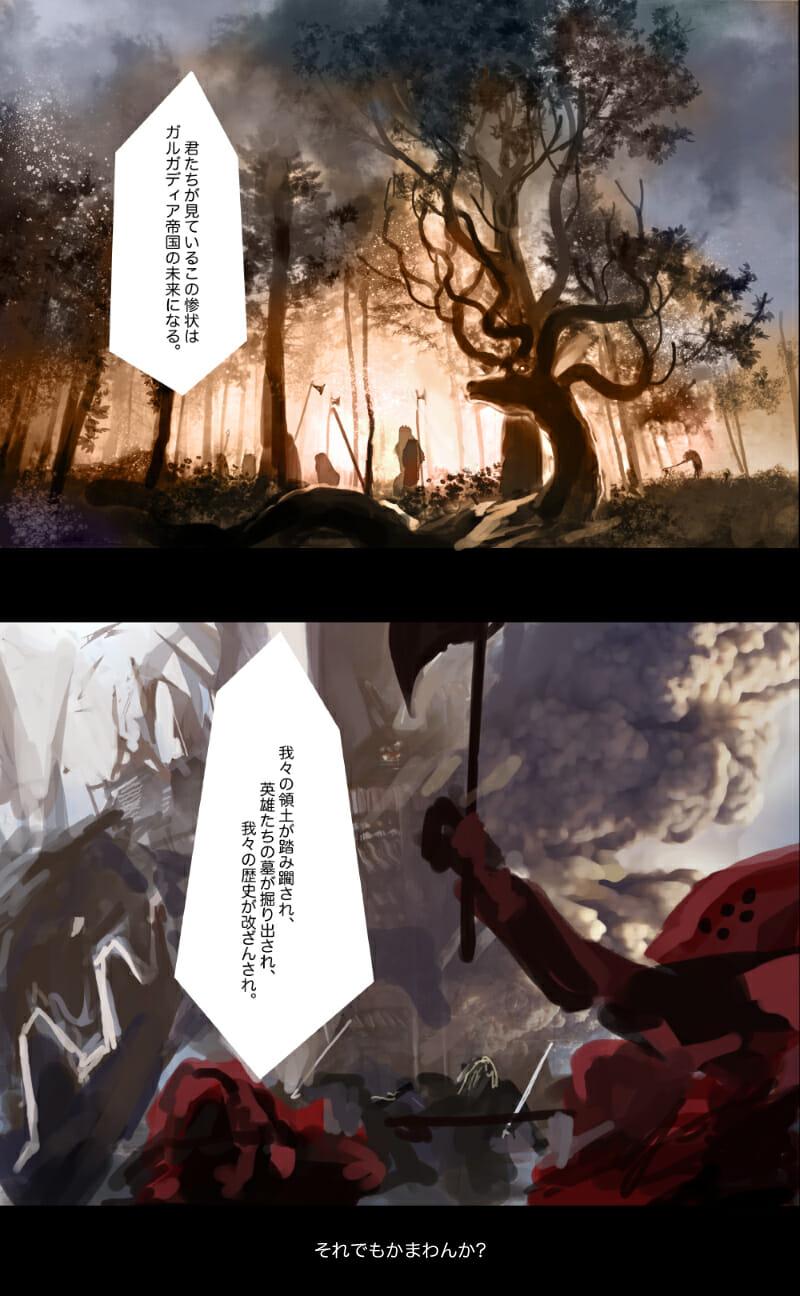 君たちが見ているこの惨状は
ガルガディア帝国の未来になる。
我々の領土が踏み躙され、
英雄たちの墓が掘り出され、
我々の歴史が改ざんされ。
それでもかまわんか?